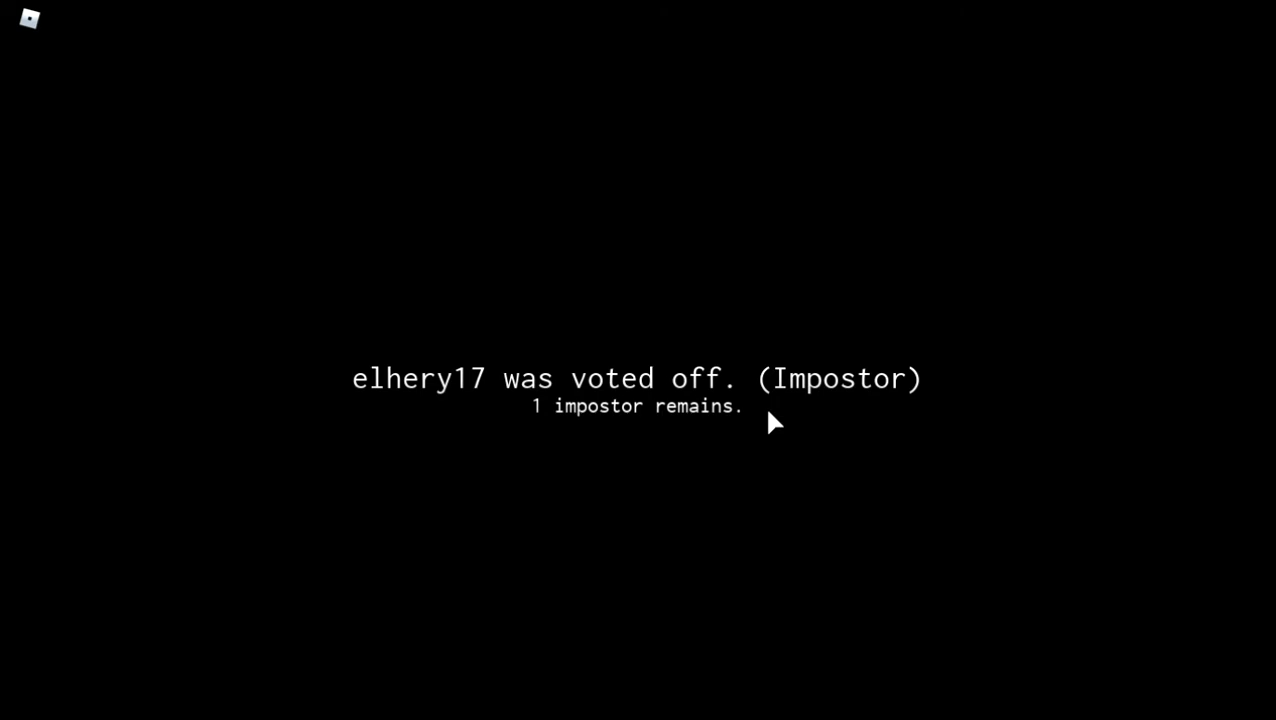 elhery17 was voted off. (Impostor)
1 impostor remains.